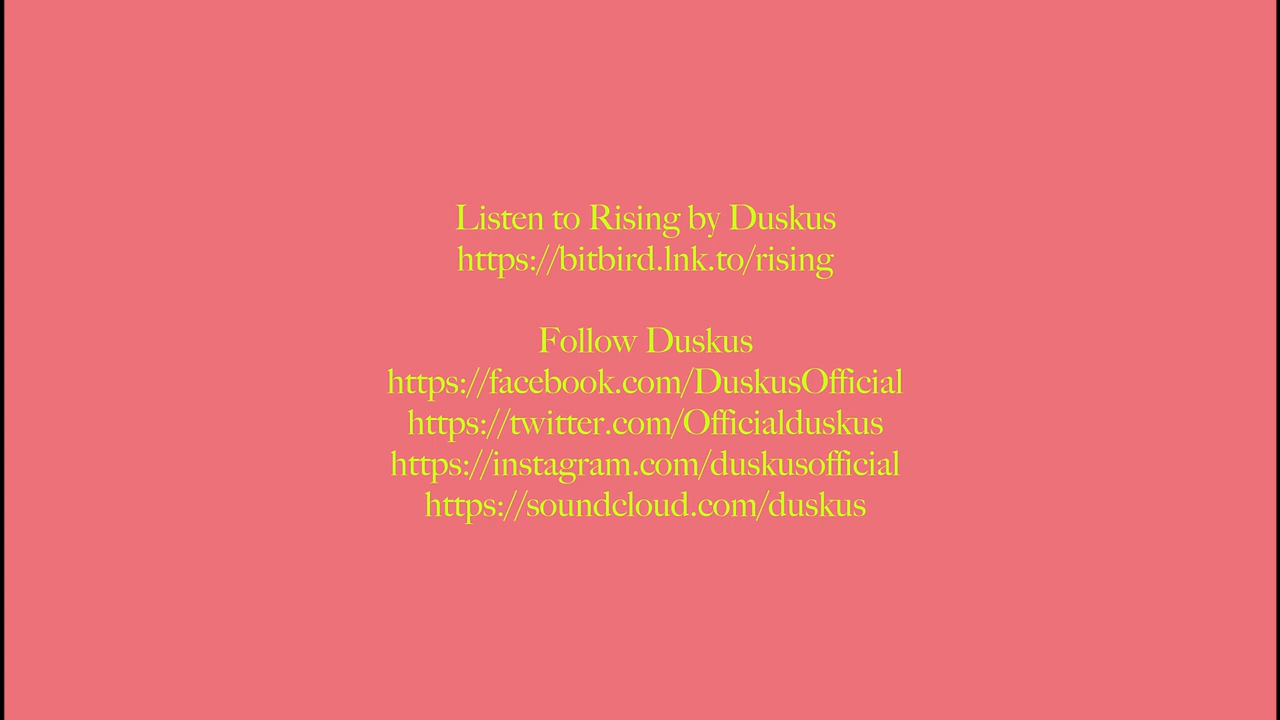 Listen to Rising by Duskus
https://bitbird.lnk.to/rising
Follow Duskus
https://facebook.com/DuskusOfficial
https://twitter.com/Officialduskus
https://instagram.com/duskusofficial
https://soundcloud.com/duskus